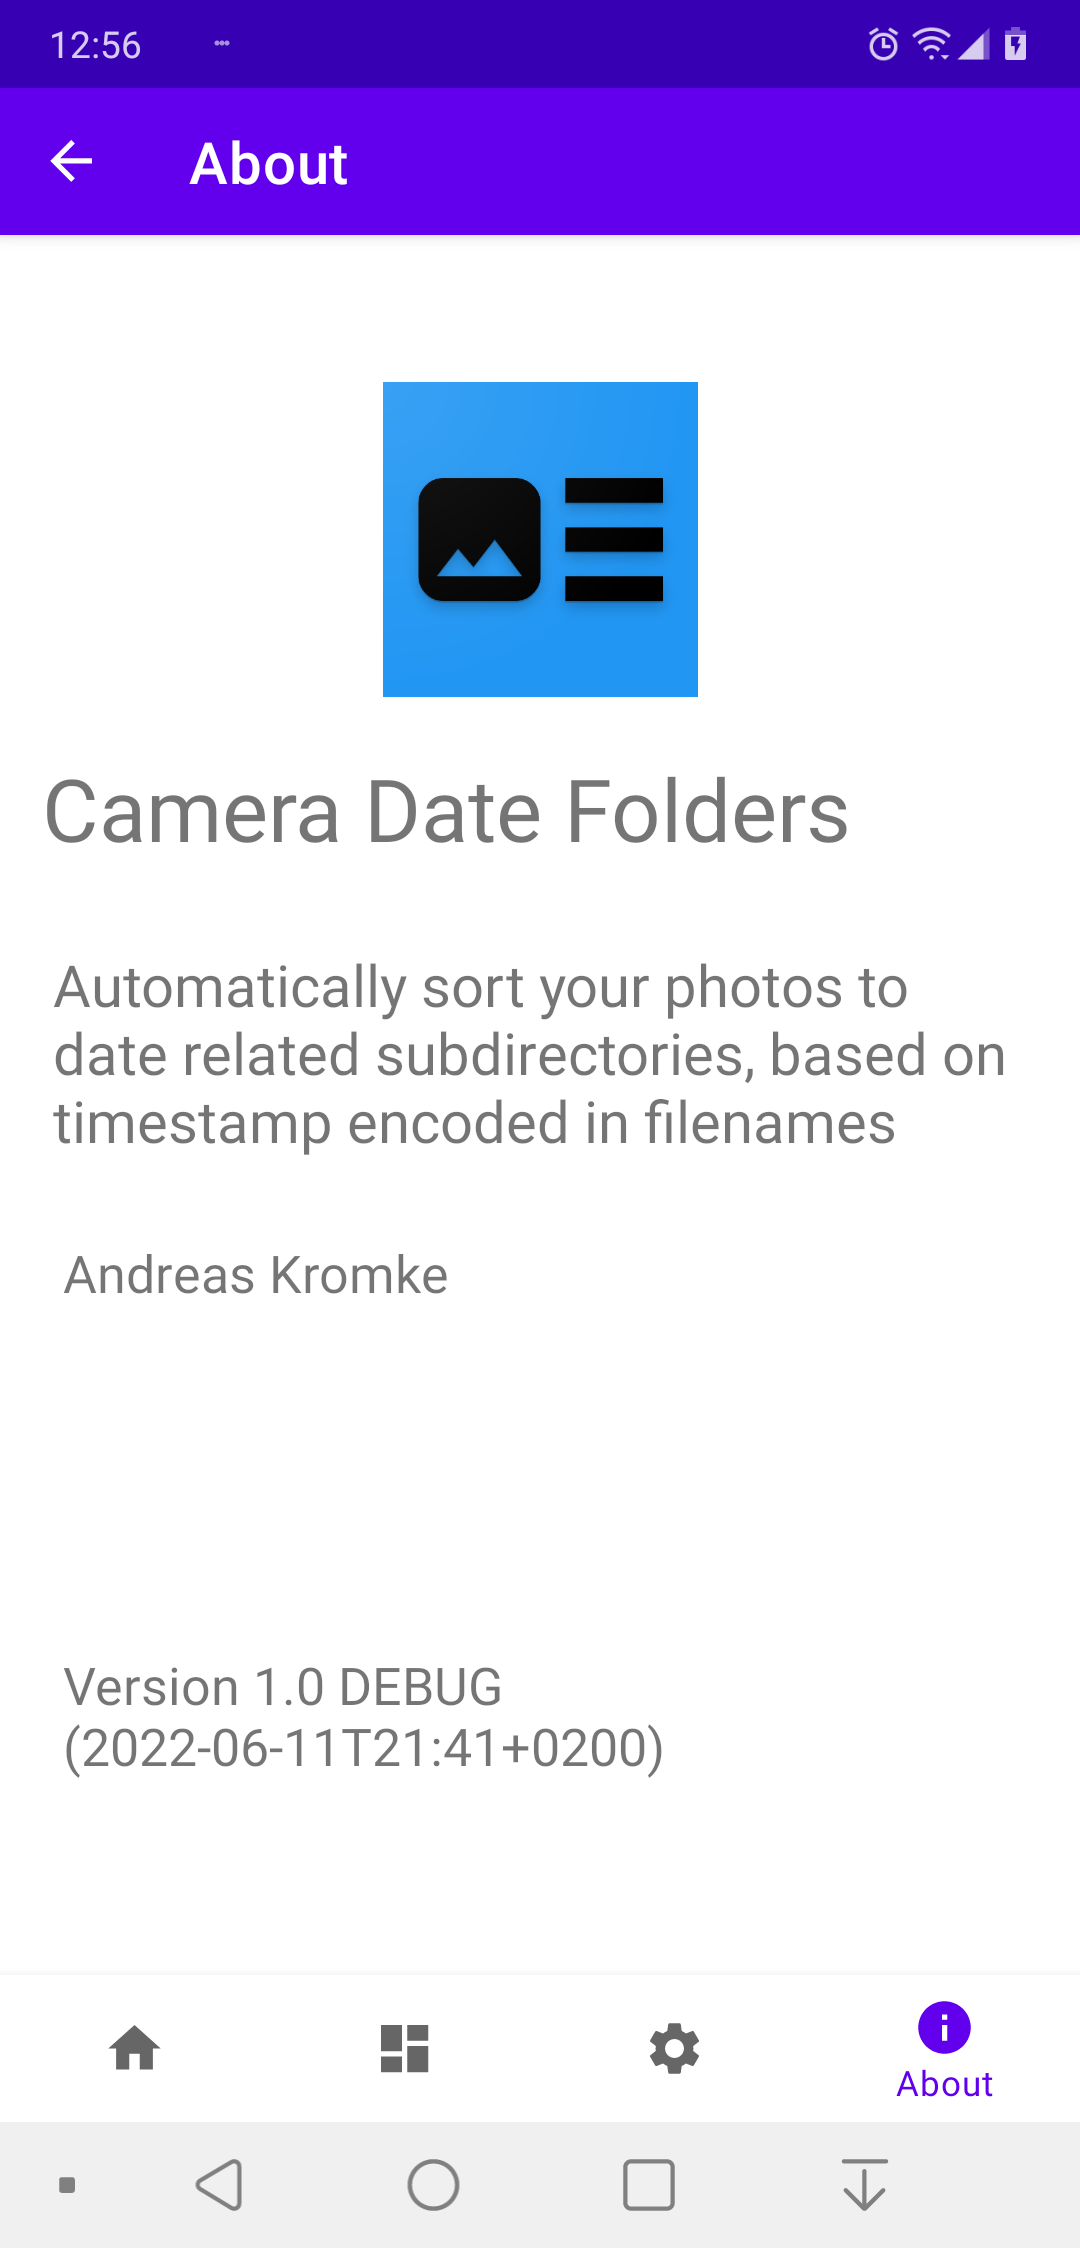 12:56
About
Camera Date Folders
Automatically sort your photos to
date related subdirectories, based on
timestamp encoded in filenames
Andreas Kromke
Version 1.0 DEBUG
(2022-06-11T21:41+0200)
About